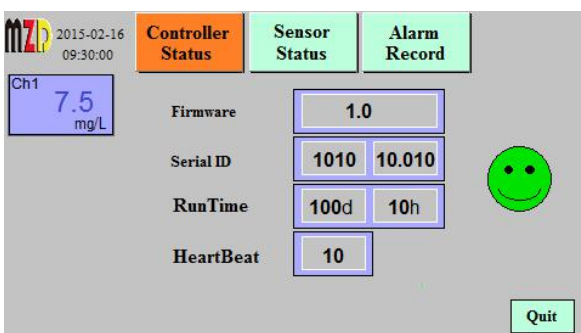 MZD 2015-02-16
09:30:00
Controller
Status
Sensor
Status
Alarm
Record
Ch1
7.5
mg/L
Firmware 1.0
Serial ID 1010 10.010
RunTime 100d 10h
HeartBeat 10
Quit